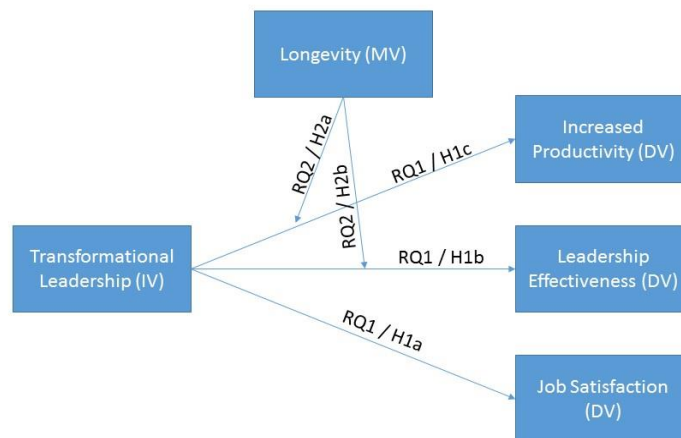 Longevity (MV)
Increased
Productivity (DV)
RQ2 / H2a
RQ1 / H1c
RQ2 / H2b
Transformational
Leadership (IV)
RQ1 / H1b
Leadership
Effectiveness (DV)
RQ1 / H1a
Job Satisfaction
(DV)